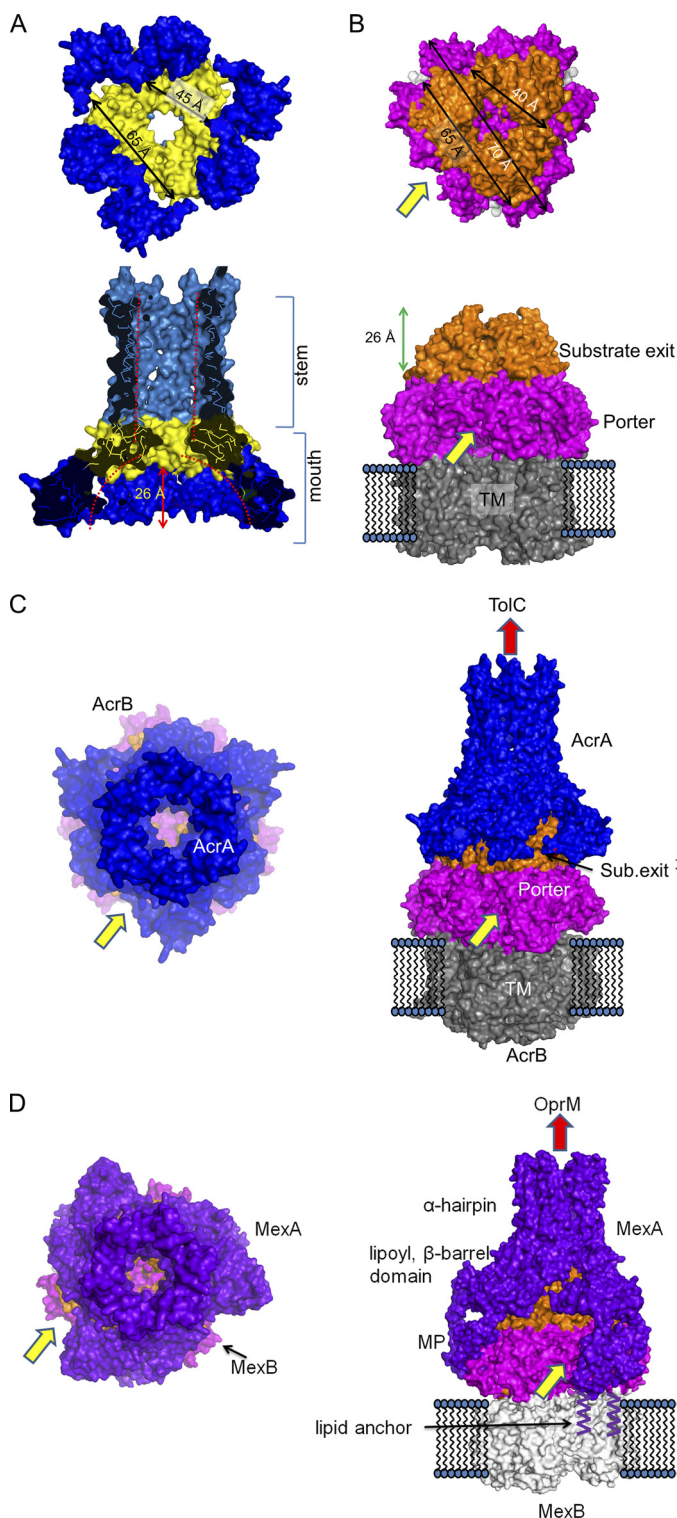 A
45 Å
65 Å
stem
mouth
26 Å
B
40 Å
65 Å
70 Å
26 Å
Substrate exit
Porter
TM
C
AcrB
AcrA
TolC
AcrA
Sub.exit
Porter
TM
AcrB
D
MexA
MexB
OprM
α-hairpin
MexA
lipoyl, β-barrel
domain
MP
lipid anchor
MexB